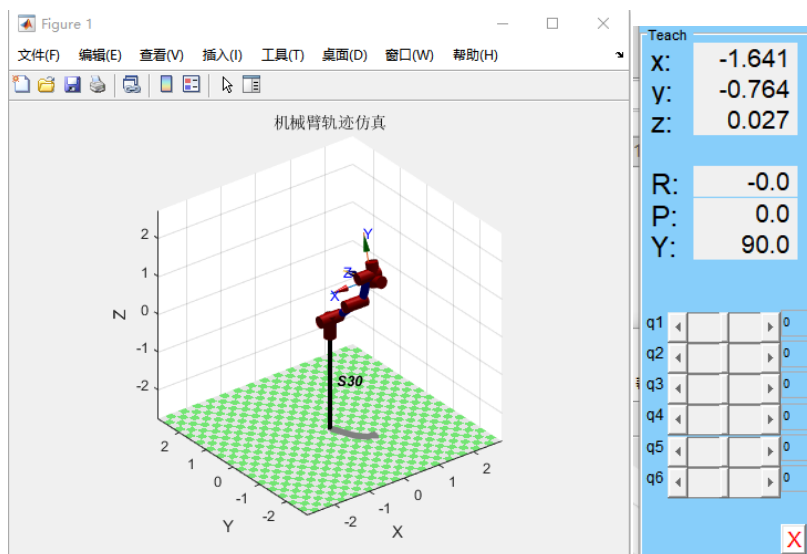 Figure 1
文件(F) 编辑(E) 查看(V) 插入(I) 工具(T) 桌面(D) 窗口(W) 帮助(H)
机械臂轨迹仿真
Y
Z
X
S30
2
1
0
-1
-2
Z
2
1
0
-1
-2
Y
-2
-1
0
1
2
X
Teach
x: -1.641
y: -0.764
z: 0.027
R: -0.0
P: 0.0
Y: 90.0
q1 0
q2 0
q3 0
q4 0
q5 0
q6 0
X